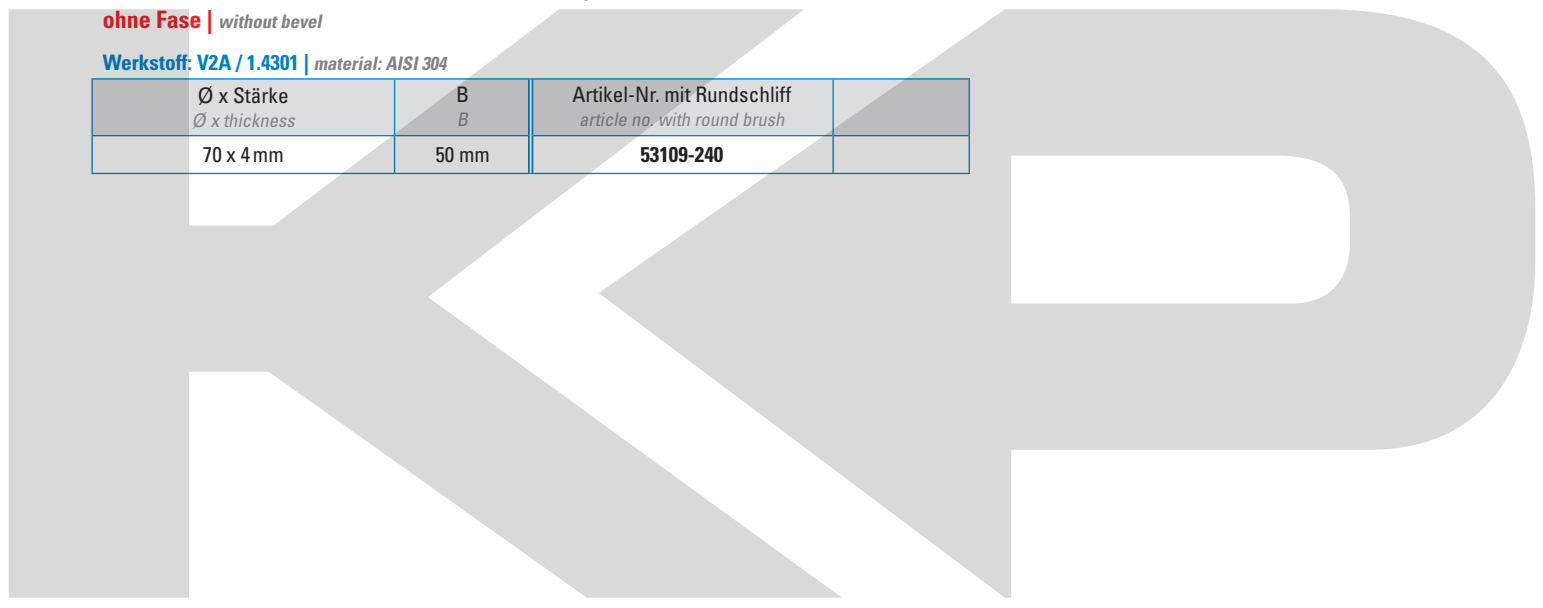 ohne Fase | without bevel
Werkstoff: V2A / 1.4301 | material: AISI 304
Ø x Stärke B Artikel-Nr. mit Rundschliff
Ø x thickness B article no. with round brush
70 x 4 mm 50 mm 53109-240
KP